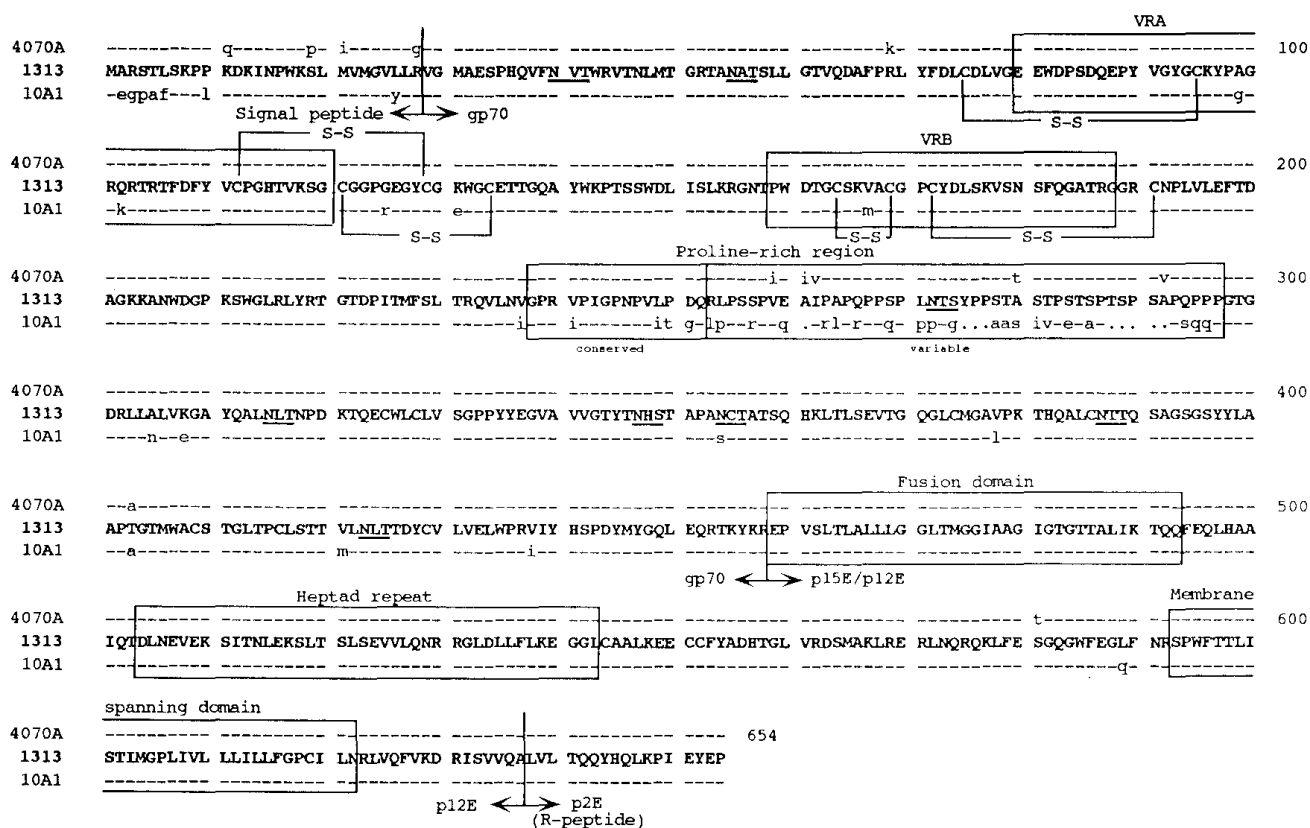 VRA
4070A ---------- q-------p- i------g-- ---------- ---------- ---------- --------k- ---------- ---------- ---------- 100
1313 MARSTLSKPP KDKINPWKSL MVMGVLLRVG MAESPHQVFN VTWRVTNLMT GRTANATSLL GTVQDAFPRL YFDLCDLVGE EWDPSDQEPY VGYGCKYPAG
10A1 -egpaf---l ---------- -----y---- ---------- ---------- ---------- ---------- ---------- ---------- --------g-
Signal peptide gp70
S-S
S-S
VRB
4070A ---------- ---------- ---------- ---------- ---------- ---------- ---------- ---------- ---------- ---------- 200
1313 RQRTRTFDFY VCPGHTVKSG CGGPGEGYCG KWGCETTGQA YWKPTSSWDL ISLKRGNTPW DTGCSKVACG PCYDLSKVSN SFQGATRGGR CNPLVLEFTD
10A1 -k-------- ---------- ----r----- e--------- ---------- ---------- ------m--- ---------- ---------- ----------
S-S S-S S-S
Proline-rich region
4070A ---------- ---------- ---------- ---------- ---------- --------i- iv-------- ---------t ---------- -v-------- 300
1313 AGKKANWDGP KSWGLRLYRT GTDPITMFSL TRQVLNVGPR VPIGPNPVLP DQRLPSSPVE AIPAPQPPSP LNTSYPPSTA STPSTSPTSP SAPQPPPGTG
10A1 ---------- ---------- ---------- ------i--- i-------it g-lp--r--q .-rl-r--q- pp-g...aas iv-e-a-... ..-sqq----
conserved variable
4070A ---------- ---------- ---------- ---------- ---------- ---------- ---------- ---------- ---------- ---------- 400
1313 DRLLALVKGA YQALNLTNPD KTQECWLCLV SGPPYYEGVA VVGTYTNHST APANCTATSQ HKLTLSEVTG QGLCMGAVPK THQALCNTTQ SAGSGSYYLA
10A1 ----n--e-- ---------- ---------- ---------- ---------- ---s------ ---------- -------l-- ---------- ----------
Fusion domain
4070A --a------- ---------- ---------- ---------- ---------- ---------- ---------- ---------- ---------- ---------- 500
1313 APTGTMWACS TGLTPCLSTT VLNLTTDYCV LVELWPRVIY HSPDYMYGQL EQRTKYKREP VSLTLALLLG GLTMGGIAAG IGTGTTALIK TQQFEQLHAA
10A1 --a------- ---------- m--------- -------i-- ---------- ---------- ---------- ---------- ---------- ----------
gp70 p15E/p12E
Heptad repeat Membrane
4070A ---------- ---------- ---------- ---------- ---------- ---------- ---------- ---------- t--------- ---------- 600
1313 IQTDLNEVEK SITNLEKSLT SLSEVVLQNR RGLDLLFLKE GGLCAALKEE CCFYADHTGL VRDSMAKLRE RLNQRQKLFE SGQGWFEGLF NRSPWFTTLI
10A1 ---------- ---------- ---------- ---------- ---------- ---------- ---------- ---------- --------q- ----------
spanning domain
4070A ---------- ---------- ---------- ---------- ---------- ---- 654
1313 STIMGPLIVL LLILLFGPCI LNRLVQFVKD RISVVQALVL TQQYHQLKPI EYEP
10A1 ---------- ---------- ---------- ---------- ---------- ----
p12E p2E
(R-peptide)